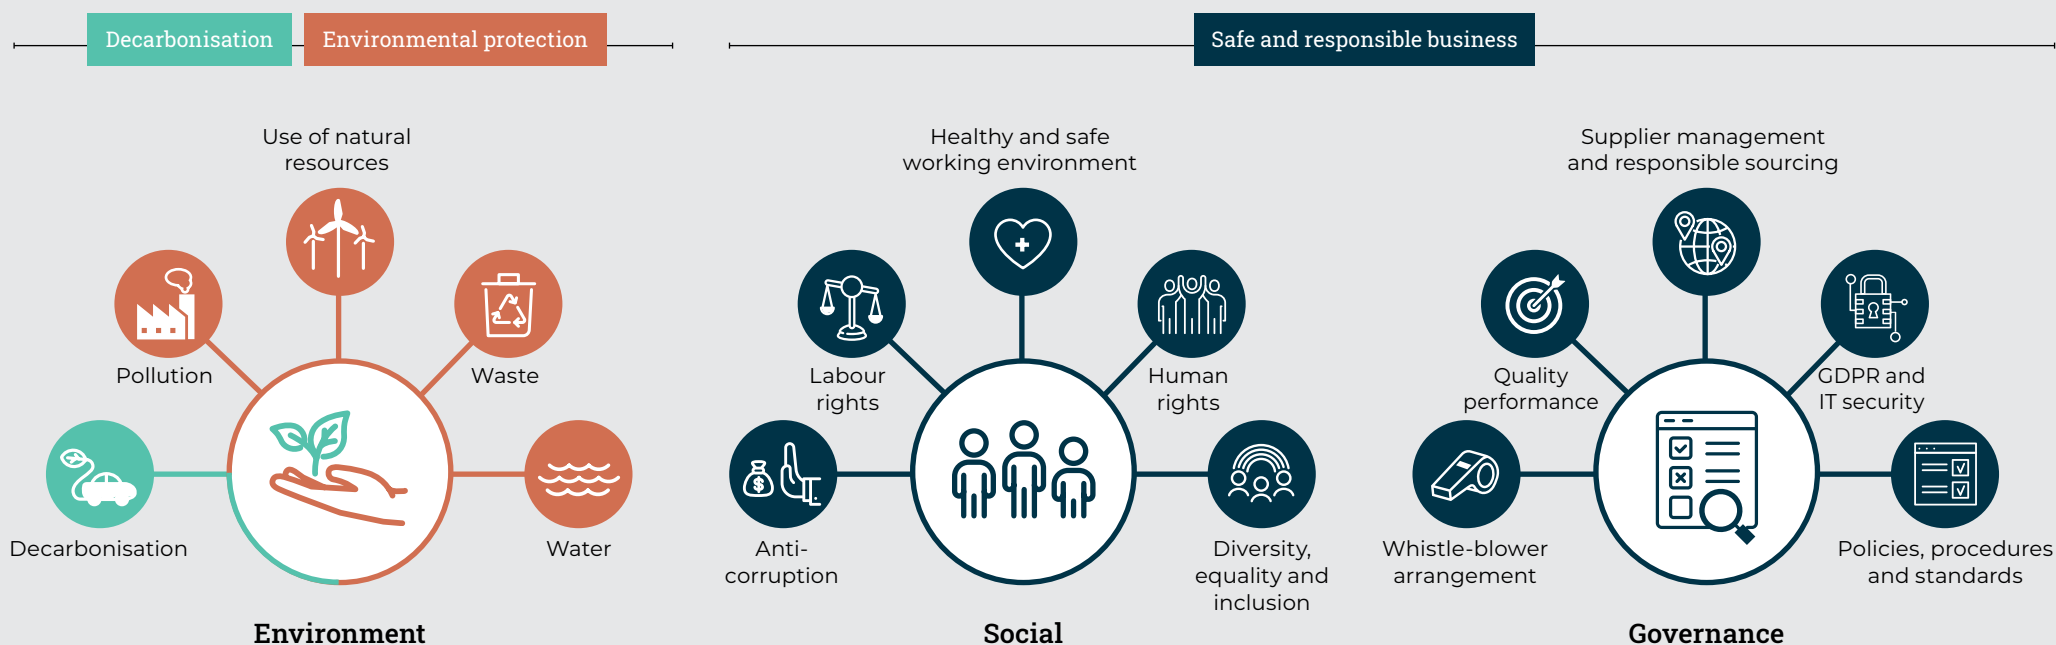 Decarbonisation
Environmental protection
Safe and responsible business
Use of natural
resources
Pollution
Waste
Decarbonisation
Water
Environment
Healthy and safe
working environment
Labour
rights
Human
rights
Anti-
corruption
$
Diversity,
equality and
inclusion
Social
Supplier management
and responsible sourcing
Quality
performance
GDPR and
IT security
Whistle-blower
arrangement
Policies, procedures
and standards
Governance